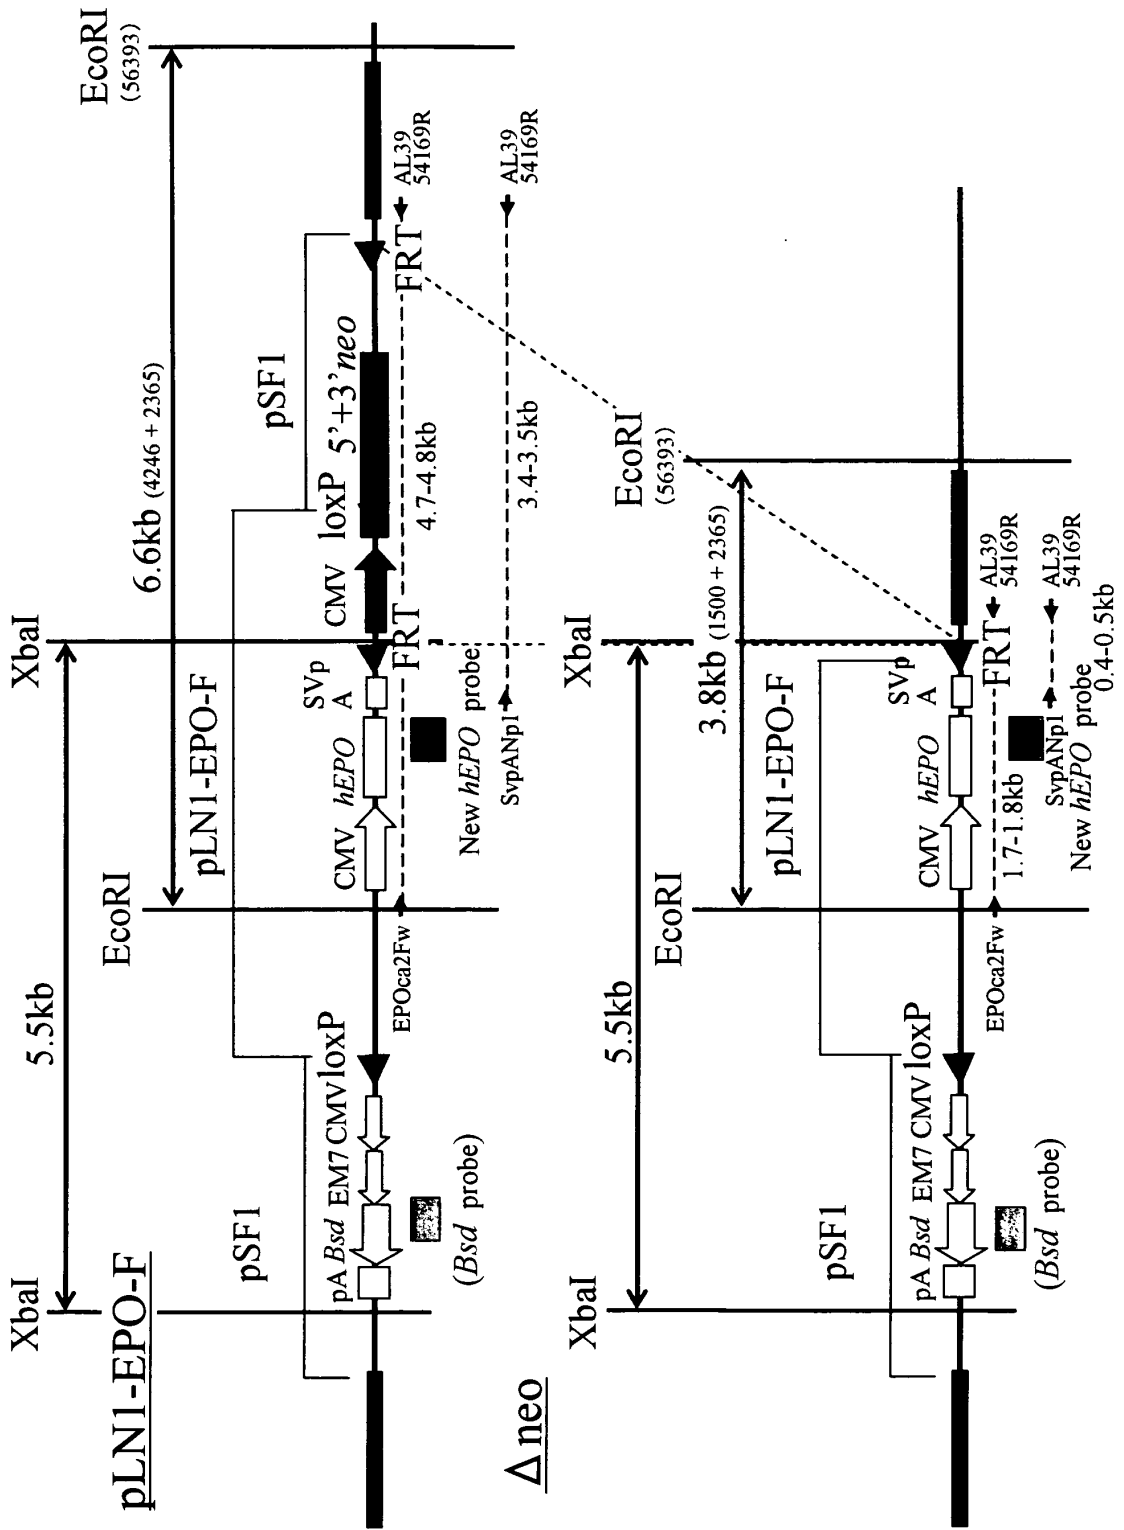 pLN1-EPO-F
XbaI
5.5kb
XbaI
EcoRI
6.6kb (4246 + 2365)
EcoRI
(56393)
pSF1
pLN1-EPO-F
pSF1
pA Bsd EM7 CMV loxP
CMV hEPO
SVp
A
FRT
CMV loxP 5'+3'neo
FRT
(Bsd probe)
EPOca2Fw
4.7-4.8kb
AL39
54169R
New hEPO probe
SvpANp1
3.4-3.5kb
AL39
54169R
Δ neo
XbaI
5.5kb
XbaI
EcoRI
3.8kb (1500 + 2365)
EcoRI
(56393)
pSF1
pLN1-EPO-F
pA Bsd EM7 CMV loxP
CMV hEPO
SVp
A
FRT
(Bsd probe)
EPOca2Fw
1.7-1.8kb
AL39
54169R
SvpANp1
AL39
54169R
New hEPO probe
0.4-0.5kb